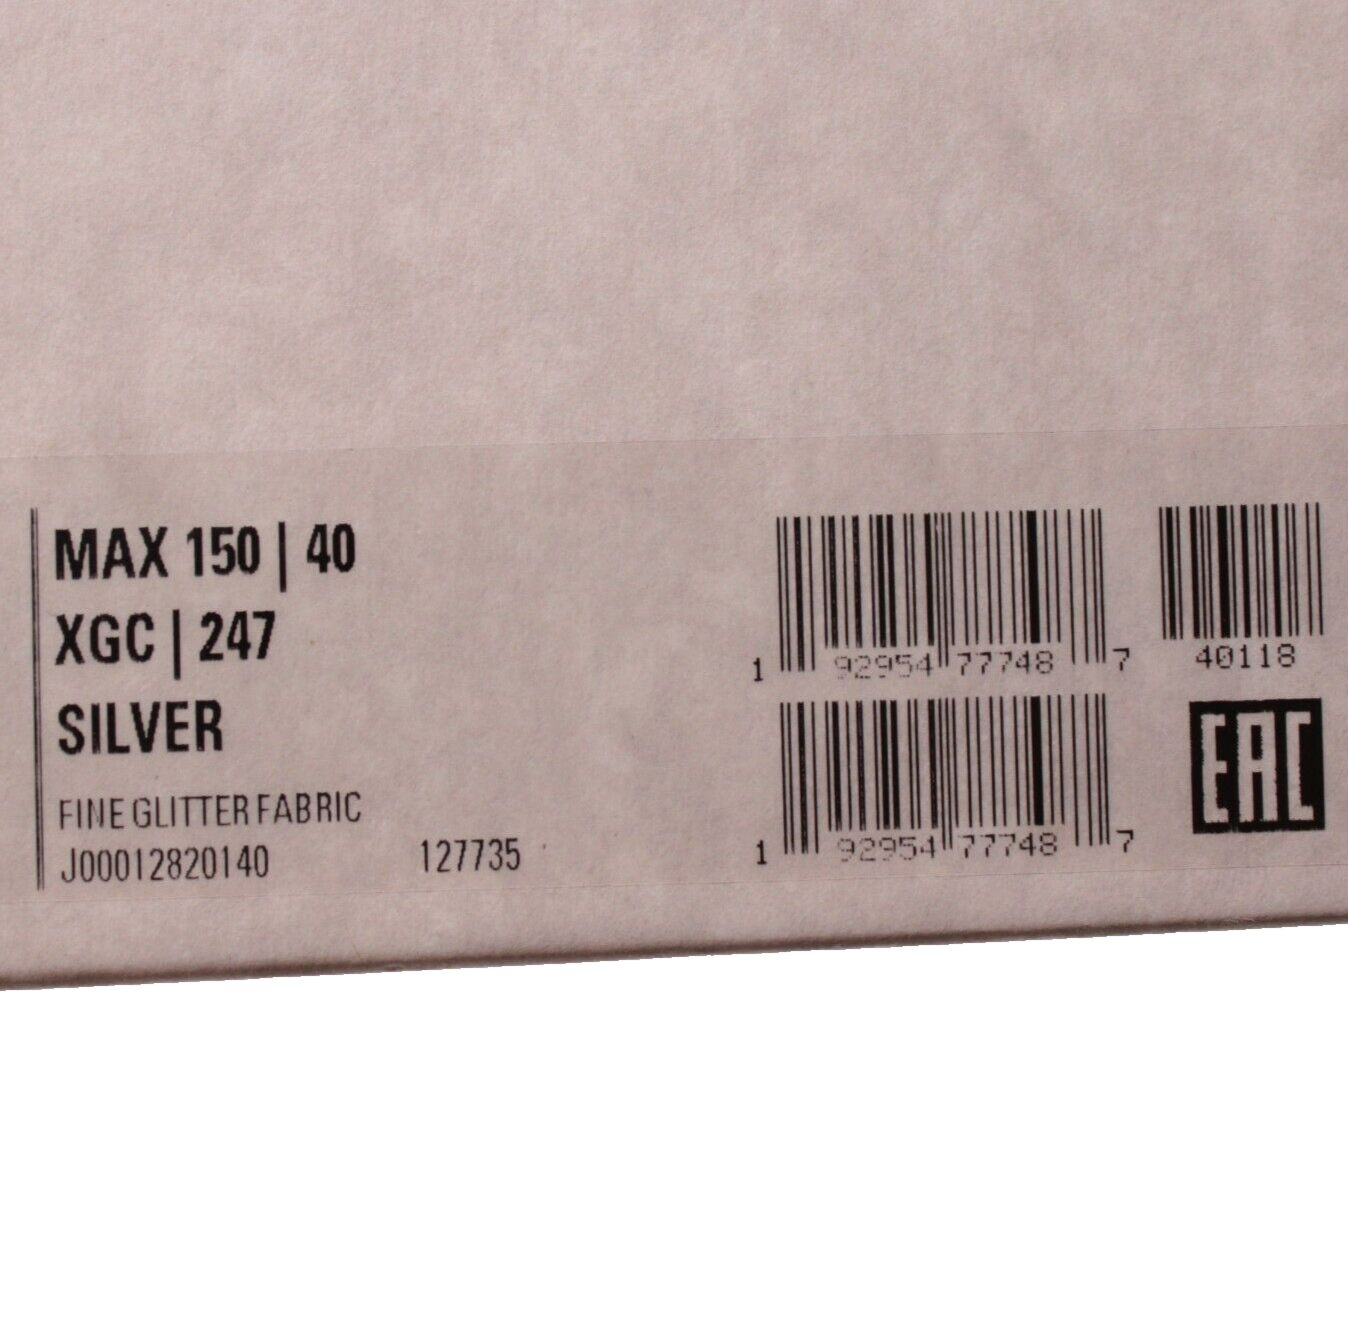 MAX 150 | 40
XGC | 247
SILVER
FINE GLITTER FABRIC
J00012820140 127735
1 92954 77748 7
40118
1 92954 77748 7
EAC